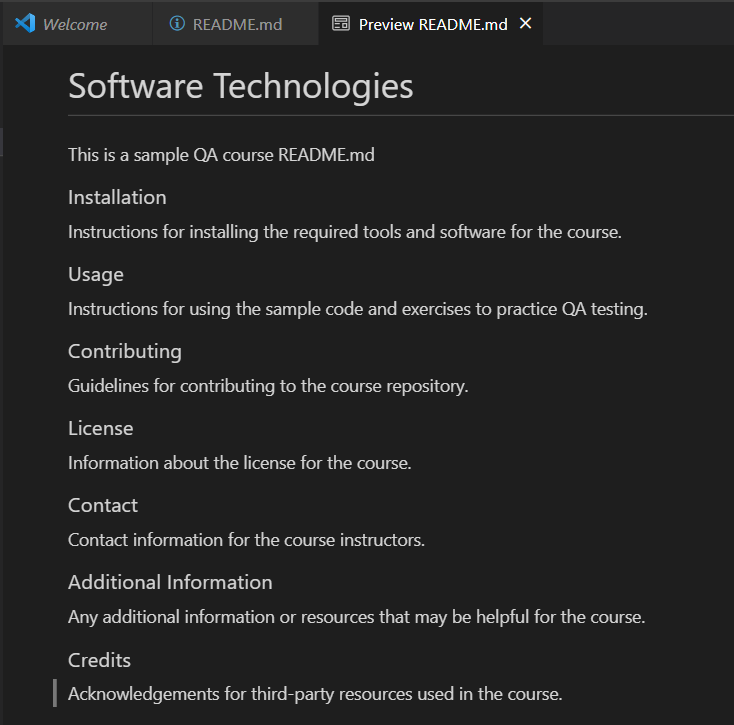 Welcome README.md Preview README.md
Software Technologies
This is a sample QA course README.md
Installation
Instructions for installing the required tools and software for the course.
Usage
Instructions for using the sample code and exercises to practice QA testing.
Contributing
Guidelines for contributing to the course repository.
License
Information about the license for the course.
Contact
Contact information for the course instructors.
Additional Information
Any additional information or resources that may be helpful for the course.
Credits
Acknowledgements for third-party resources used in the course.